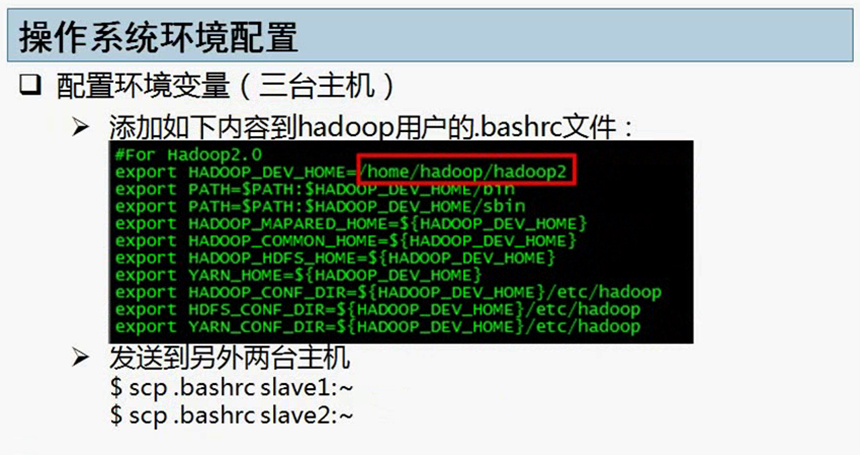 操作系统环境配置
❑ 配置环境变量（三台主机）
➢ 添加如下内容到hadoop用户的.bashrc文件：
#For Hadoop2.0
export HADOOP_DEV_HOME=/home/hadoop/hadoop2
export PATH=$PATH:$HADOOP_DEV_HOME/bin
export PATH=$PATH:$HADOOP_DEV_HOME/sbin
export HADOOP_MAPARED_HOME=${HADOOP_DEV_HOME}
export HADOOP_COMMON_HOME=${HADOOP_DEV_HOME}
export HADOOP_HDFS_HOME=${HADOOP_DEV_HOME}
export YARN_HOME=${HADOOP_DEV_HOME}
export HADOOP_CONF_DIR=${HADOOP_DEV_HOME}/etc/hadoop
export HDFS_CONF_DIR=${HADOOP_DEV_HOME}/etc/hadoop
export YARN_CONF_DIR=${HADOOP_DEV_HOME}/etc/hadoop
➢ 发送到另外两台主机
$ scp .bashrc slave1:~
$ scp .bashrc slave2:~